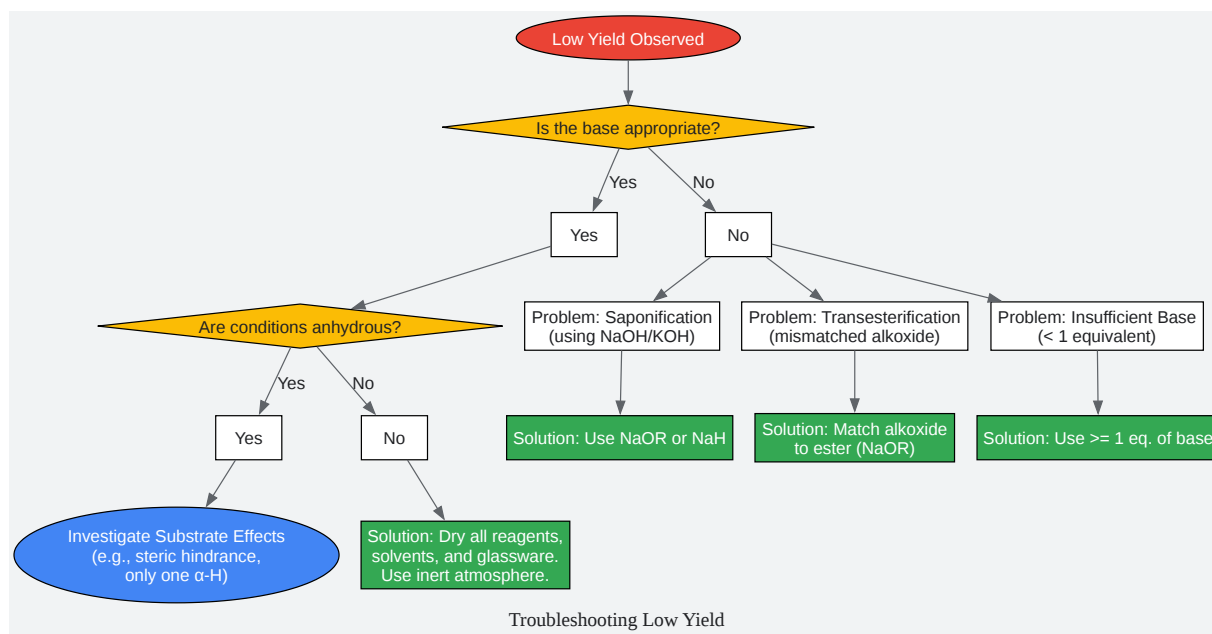 Low Yield Observed
Is the base appropriate?
Yes
No
Yes
No
Are conditions anhydrous?
Problem: Saponification
(using NaOH/KOH)
Problem: Transesterification
(mismatched alkoxide)
Problem: Insufficient Base
(< 1 equivalent)
Yes
No
Yes
No
Solution: Use NaOR or NaH
Solution: Match alkoxide
to ester (NaOR)
Solution: Use >= 1 eq. of base
Investigate Substrate Effects
(e.g., steric hindrance,
only one α-H)
Solution: Dry all reagents,
solvents, and glassware.
Use inert atmosphere.
Troubleshooting Low Yield